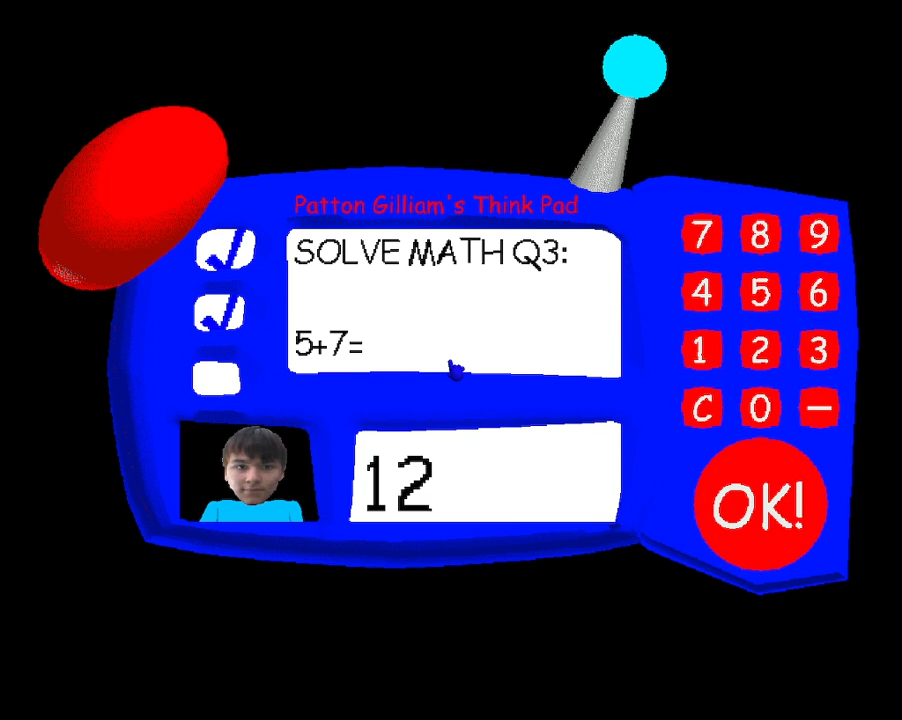 Patton Gilliam's Think Pad
SOLVE MATH Q3:
5+7=
12
7 8 9
4 5 6
1 2 3
C 0 –
OK!